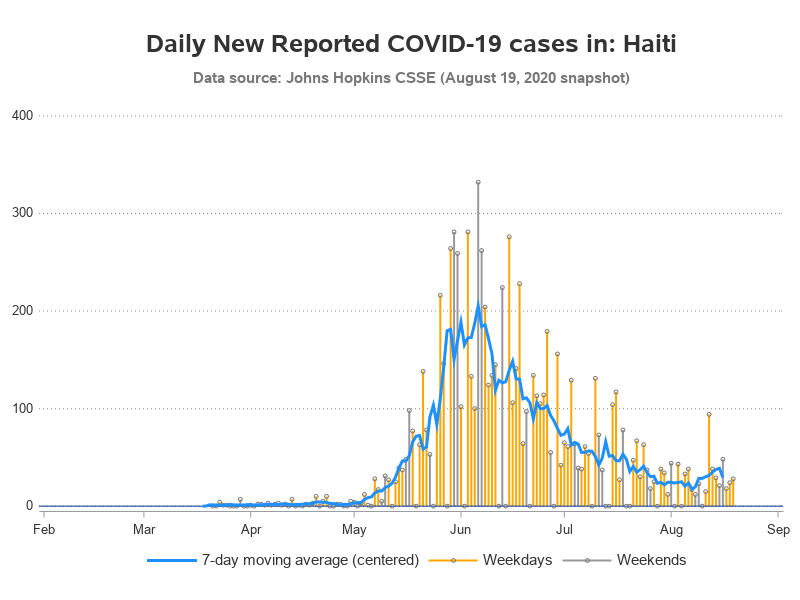 Daily New Reported COVID-19 cases in: Haiti
Data source: Johns Hopkins CSSE (August 19, 2020 snapshot)
400
300
200
100
0
Feb Mar Apr May Jun Jul Aug Sep
7-day moving average (centered) Weekdays Weekends